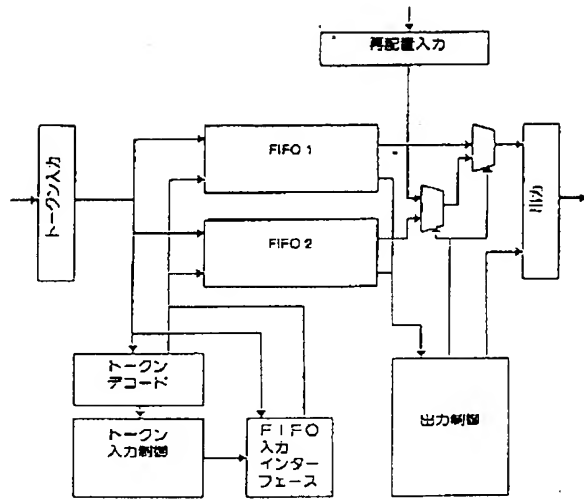 再配置入力
トークン入力
FIFO 1
FIFO 2
出力
トークン
デコード
トークン
入力制御
FIFO
入力
インター
フェース
出力制御